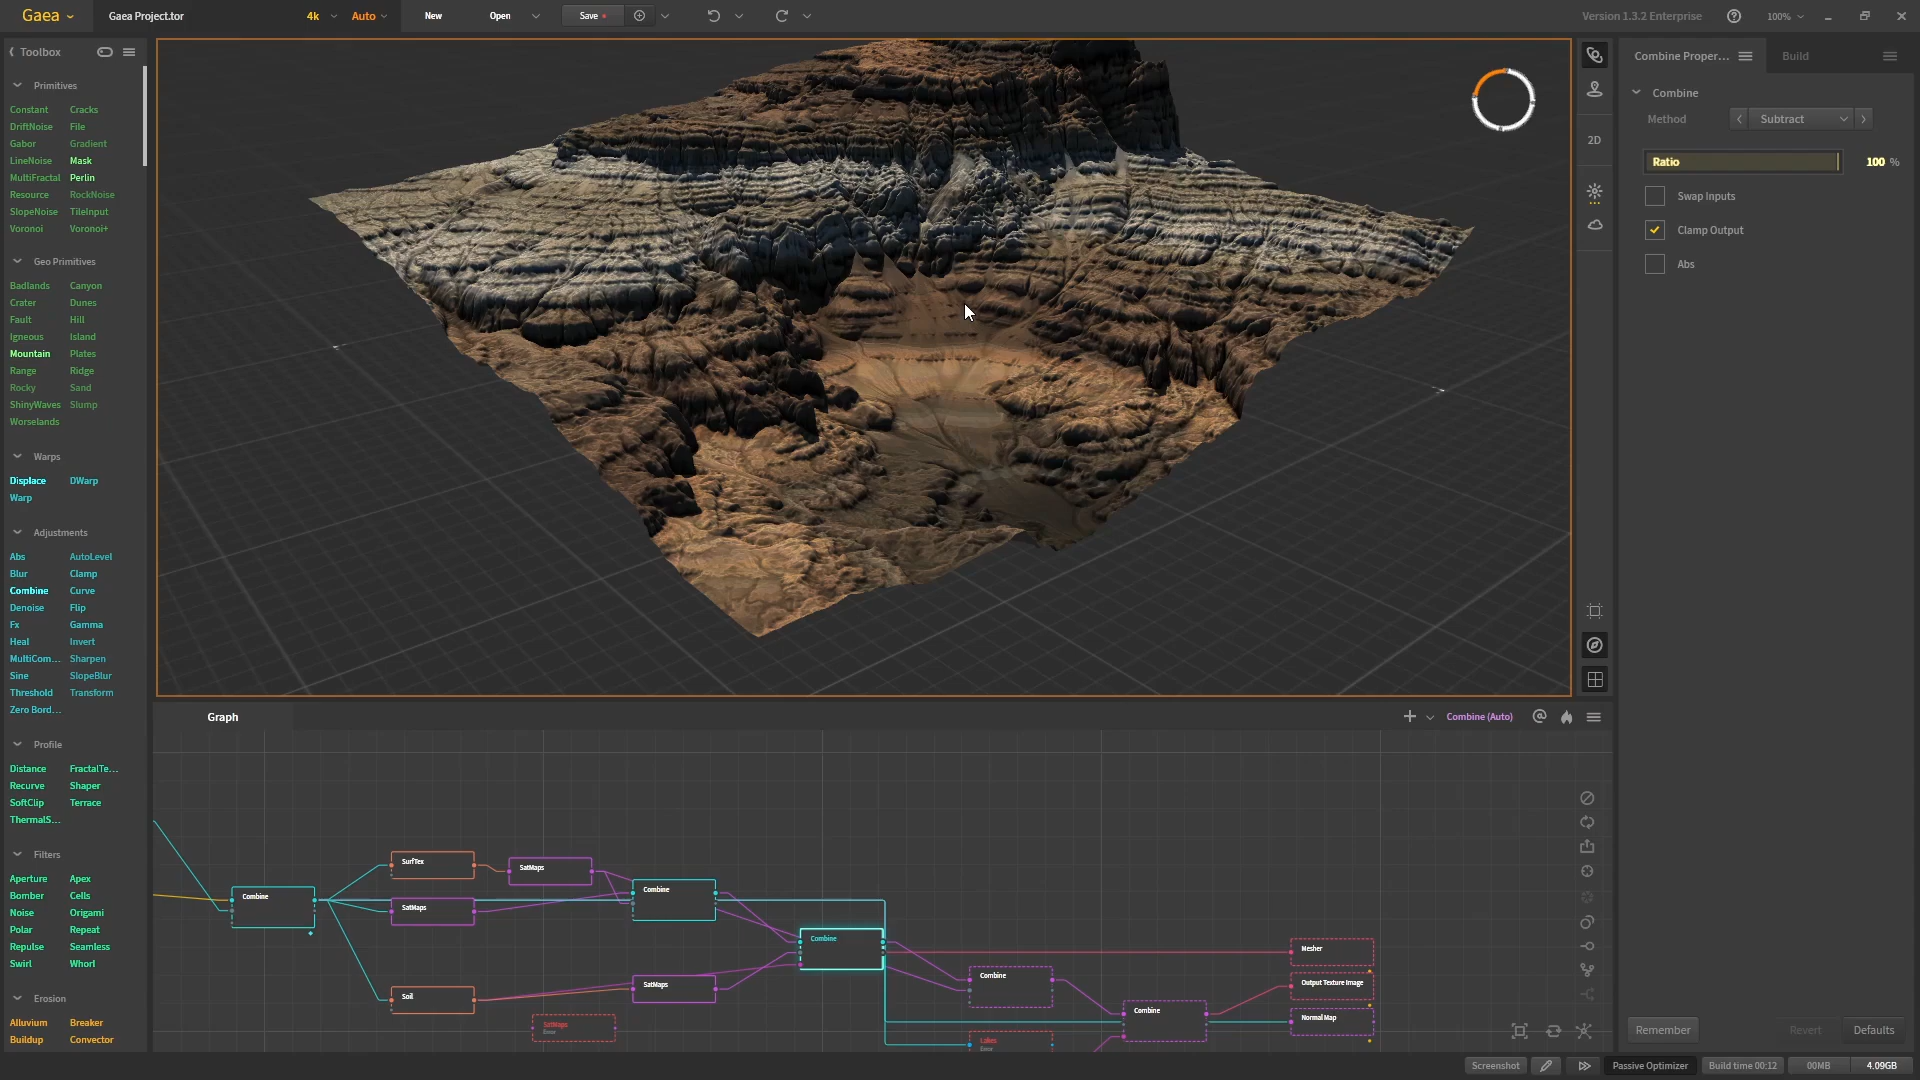 Gaea
Gaea Project.tor
4k
Auto
New
Open
Save
Version 1.3.2 Enterprise
100%
Toolbox
Primitives
Constant Cracks
DriftNoise File
Gabor Gradient
LineNoise Mask
MultiFractal Perlin
Resource RockNoise
SlopeNoise TileInput
Voronoi Voronoi+
Geo Primitives
Badlands Canyon
Crater Dunes
Fault Hill
Igneous Island
Mountain Plates
Range Ridge
Rocky Sand
ShinyWaves Slump
Worselands
Warps
Displace DWarp
Warp
Adjustments
Abs AutoLevel
Blur Clamp
Combine Curve
Denoise Flip
Fx Gamma
Heal Invert
MultiCom... Sharpen
Sine SlopeBlur
Threshold Transform
Zero Bord...
Profile
Distance FractalTe...
Recurve Shaper
SoftClip Terrace
ThermalS...
Filters
Aperture Apex
Bomber Cells
Noise Origami
Polar Repeat
Repulse Seamless
Swirl Whorl
Erosion
Alluvium Breaker
Buildup Convector
2D
Combine Proper...
Build
Combine
Method Subtract
Ratio 100 %
Swap Inputs
Clamp Output
Abs
Graph
Combine (Auto)
Combine
SurfTex
SatMaps
SatMaps
Combine
Combine
Soil
SatMaps
SatMaps
Error
Combine
Combine
Lakes
Error
Mesher
Output Texture Image
Normal Map
Remember
Revert
Defaults
Screenshot
Passive Optimizer
Build time 00:12
00MB
4.09GB